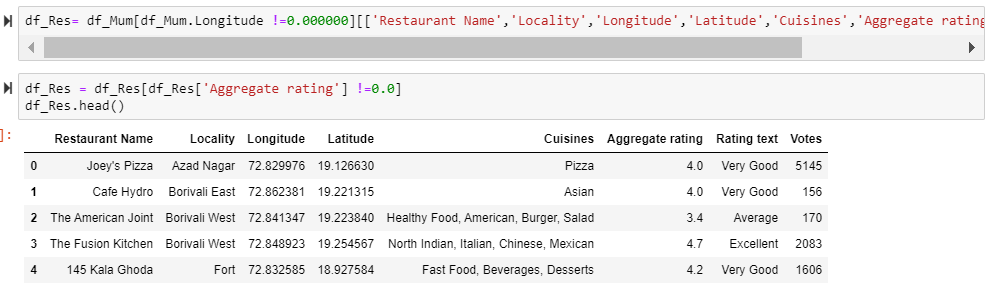 df_Res= df_Mum[df_Mum.Longitude !=0.000000][['Restaurant Name','Locality','Longitude','Latitude','Cuisines','Aggregate rating
df_Res = df_Res[df_Res['Aggregate rating'] !=0.0]
df_Res.head()
]:
Restaurant Name Locality Longitude Latitude Cuisines Aggregate rating Rating text Votes
0 Joey's Pizza Azad Nagar 72.829976 19.126630 Pizza 4.0 Very Good 5145
1 Cafe Hydro Borivali East 72.862381 19.221315 Asian 4.0 Very Good 156
2 The American Joint Borivali West 72.841347 19.223840 Healthy Food, American, Burger, Salad 3.4 Average 170
3 The Fusion Kitchen Borivali West 72.848923 19.254567 North Indian, Italian, Chinese, Mexican 4.7 Excellent 2083
4 145 Kala Ghoda Fort 72.832585 18.927584 Fast Food, Beverages, Desserts 4.2 Very Good 1606